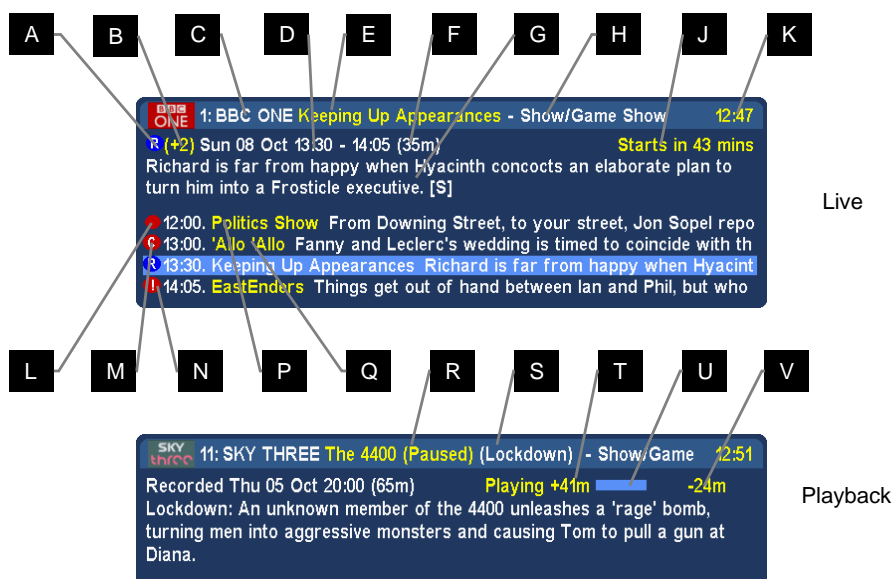 A B C D E F G H J K
BBC ONE 1: BBC ONE Keeping Up Appearances - Show/Game Show 12:47
R (+2) Sun 08 Oct 13:30 - 14:05 (35m) Starts in 43 mins
Richard is far from happy when Hyacinth concocts an elaborate plan to
turn him into a Frosticle executive. [S]
Live
12:00. Politics Show From Downing Street, to your street, Jon Sopel repo
C 13:00. 'Allo 'Allo Fanny and Leclerc's wedding is timed to coincide with th
R 13:30. Keeping Up Appearances Richard is far from happy when Hyacint
! 14:05. EastEnders Things get out of hand between Ian and Phil, but who
L M N P Q R S T U V
SKY three 11: SKY THREE The 4400 (Paused) (Lockdown) - Show/Game 12:51
Recorded Thu 05 Oct 20:00 (65m) Playing +41m -24m
Playback
Lockdown: An unknown member of the 4400 unleashes a 'rage' bomb,
turning men into aggressive monsters and causing Tom to pull a gun at
Diana.